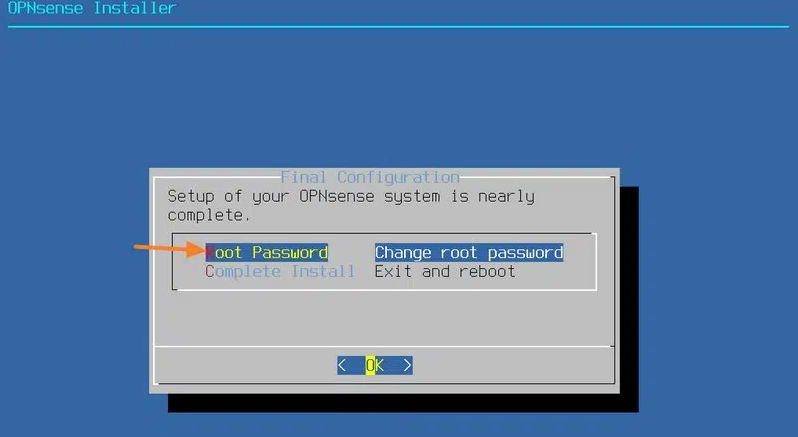 OPNsense Installer
Final Configuration
Setup of your OPNsense system is nearly
complete.
Root Password Change root password
Complete Install Exit and reboot
< OK >